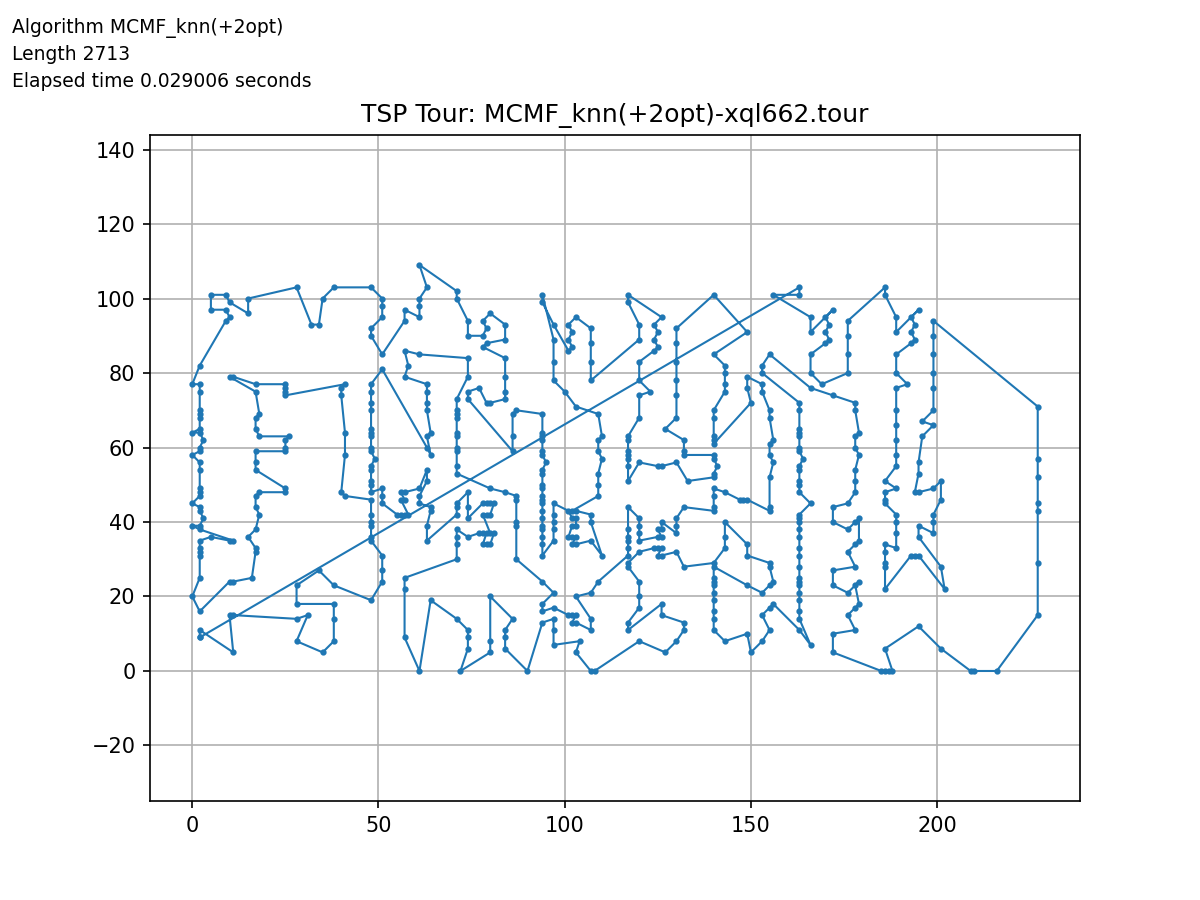 Algorithm MCMF_knn(+2opt)
Length 2713
Elapsed time 0.029006 seconds
TSP Tour: MCMF_knn(+2opt)-xql662.tour
140
120
100
80
60
40
20
0
−20
0 50 100 150 200